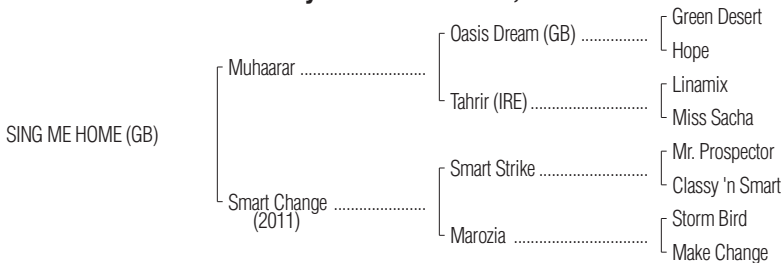 Green Desert
Oasis Dream (GB) ................
Hope
Muhaarar ..............................
Linamix
Tahrir (IRE) ............................
Miss Sacha
SING ME HOME (GB)
Mr. Prospector
Smart Strike ...........................
Classy 'n Smart
Smart Change ......................
(2011)
Storm Bird
Marozia .................................
Make Change